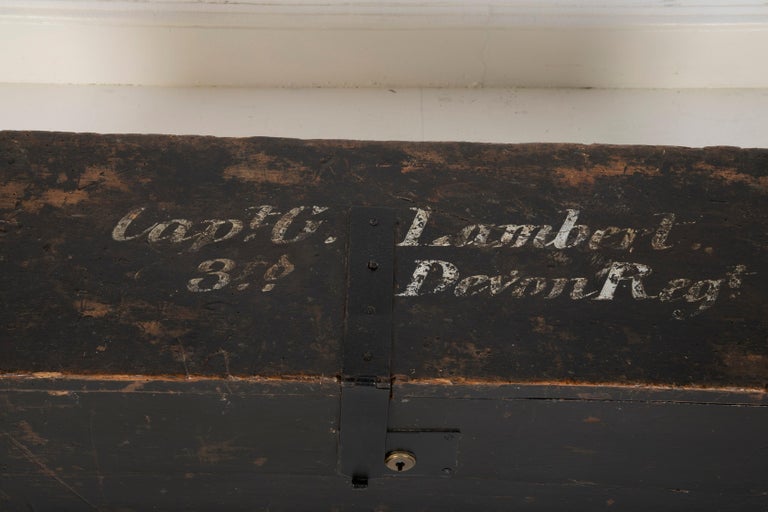 Capt G. Lambert
3rd Devon Regt